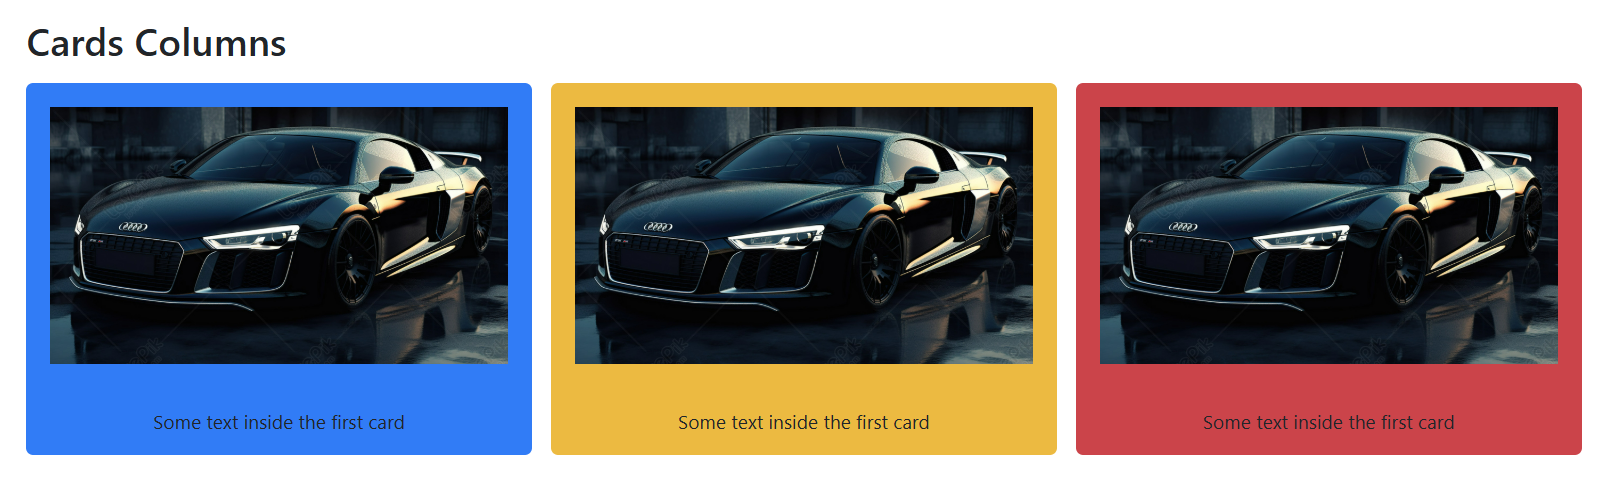 Cards Columns
Some text inside the first card
Some text inside the first card
Some text inside the first card